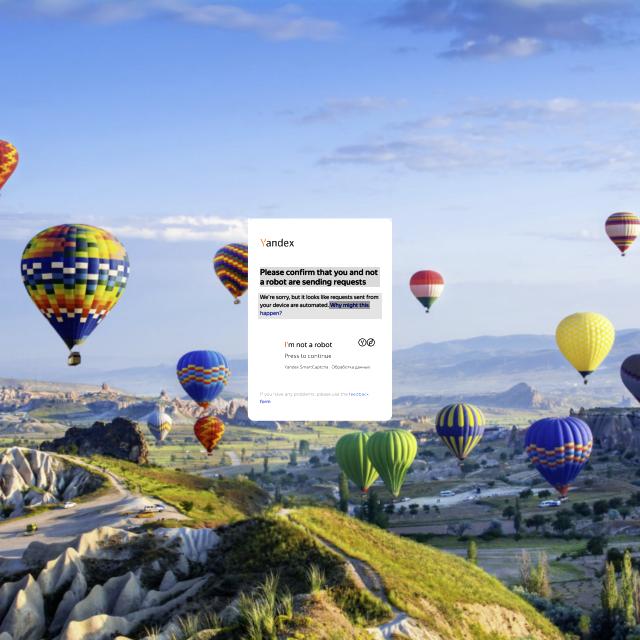 Yandex
Please confirm that you and not
a robot are sending requests
We're sorry, but it looks like requests sent from
your device are automated. Why might this
happen?
I'm not a robot
Press to continue
Yandex SmartCaptcha · Обработка данных
If you have any problems, please use the feedback
form